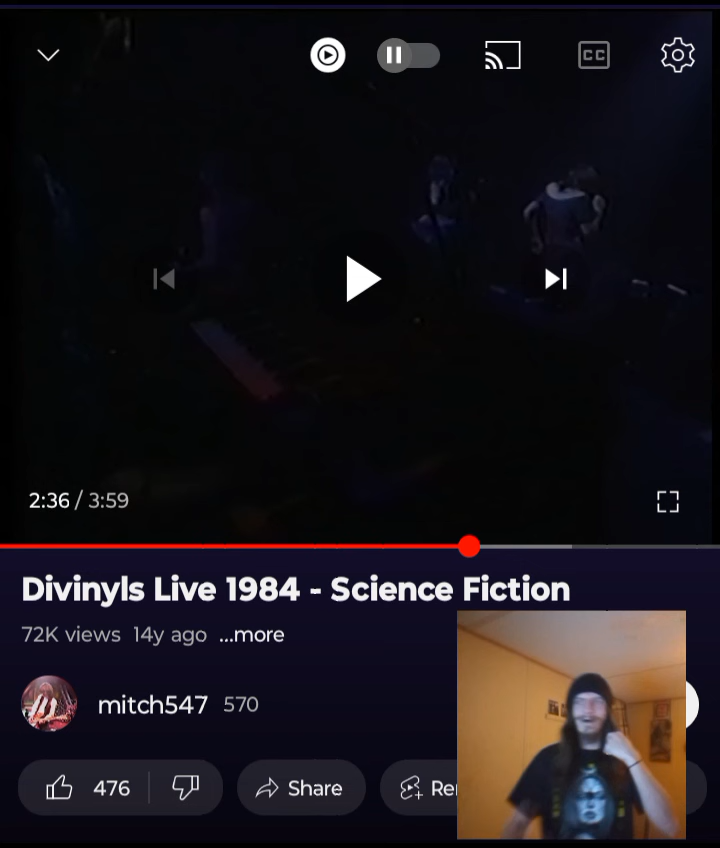 CC
2:36 / 3:59
Divinyls Live 1984 - Science Fiction
72K views 14y ago ...more
mitch547 570
476 Share